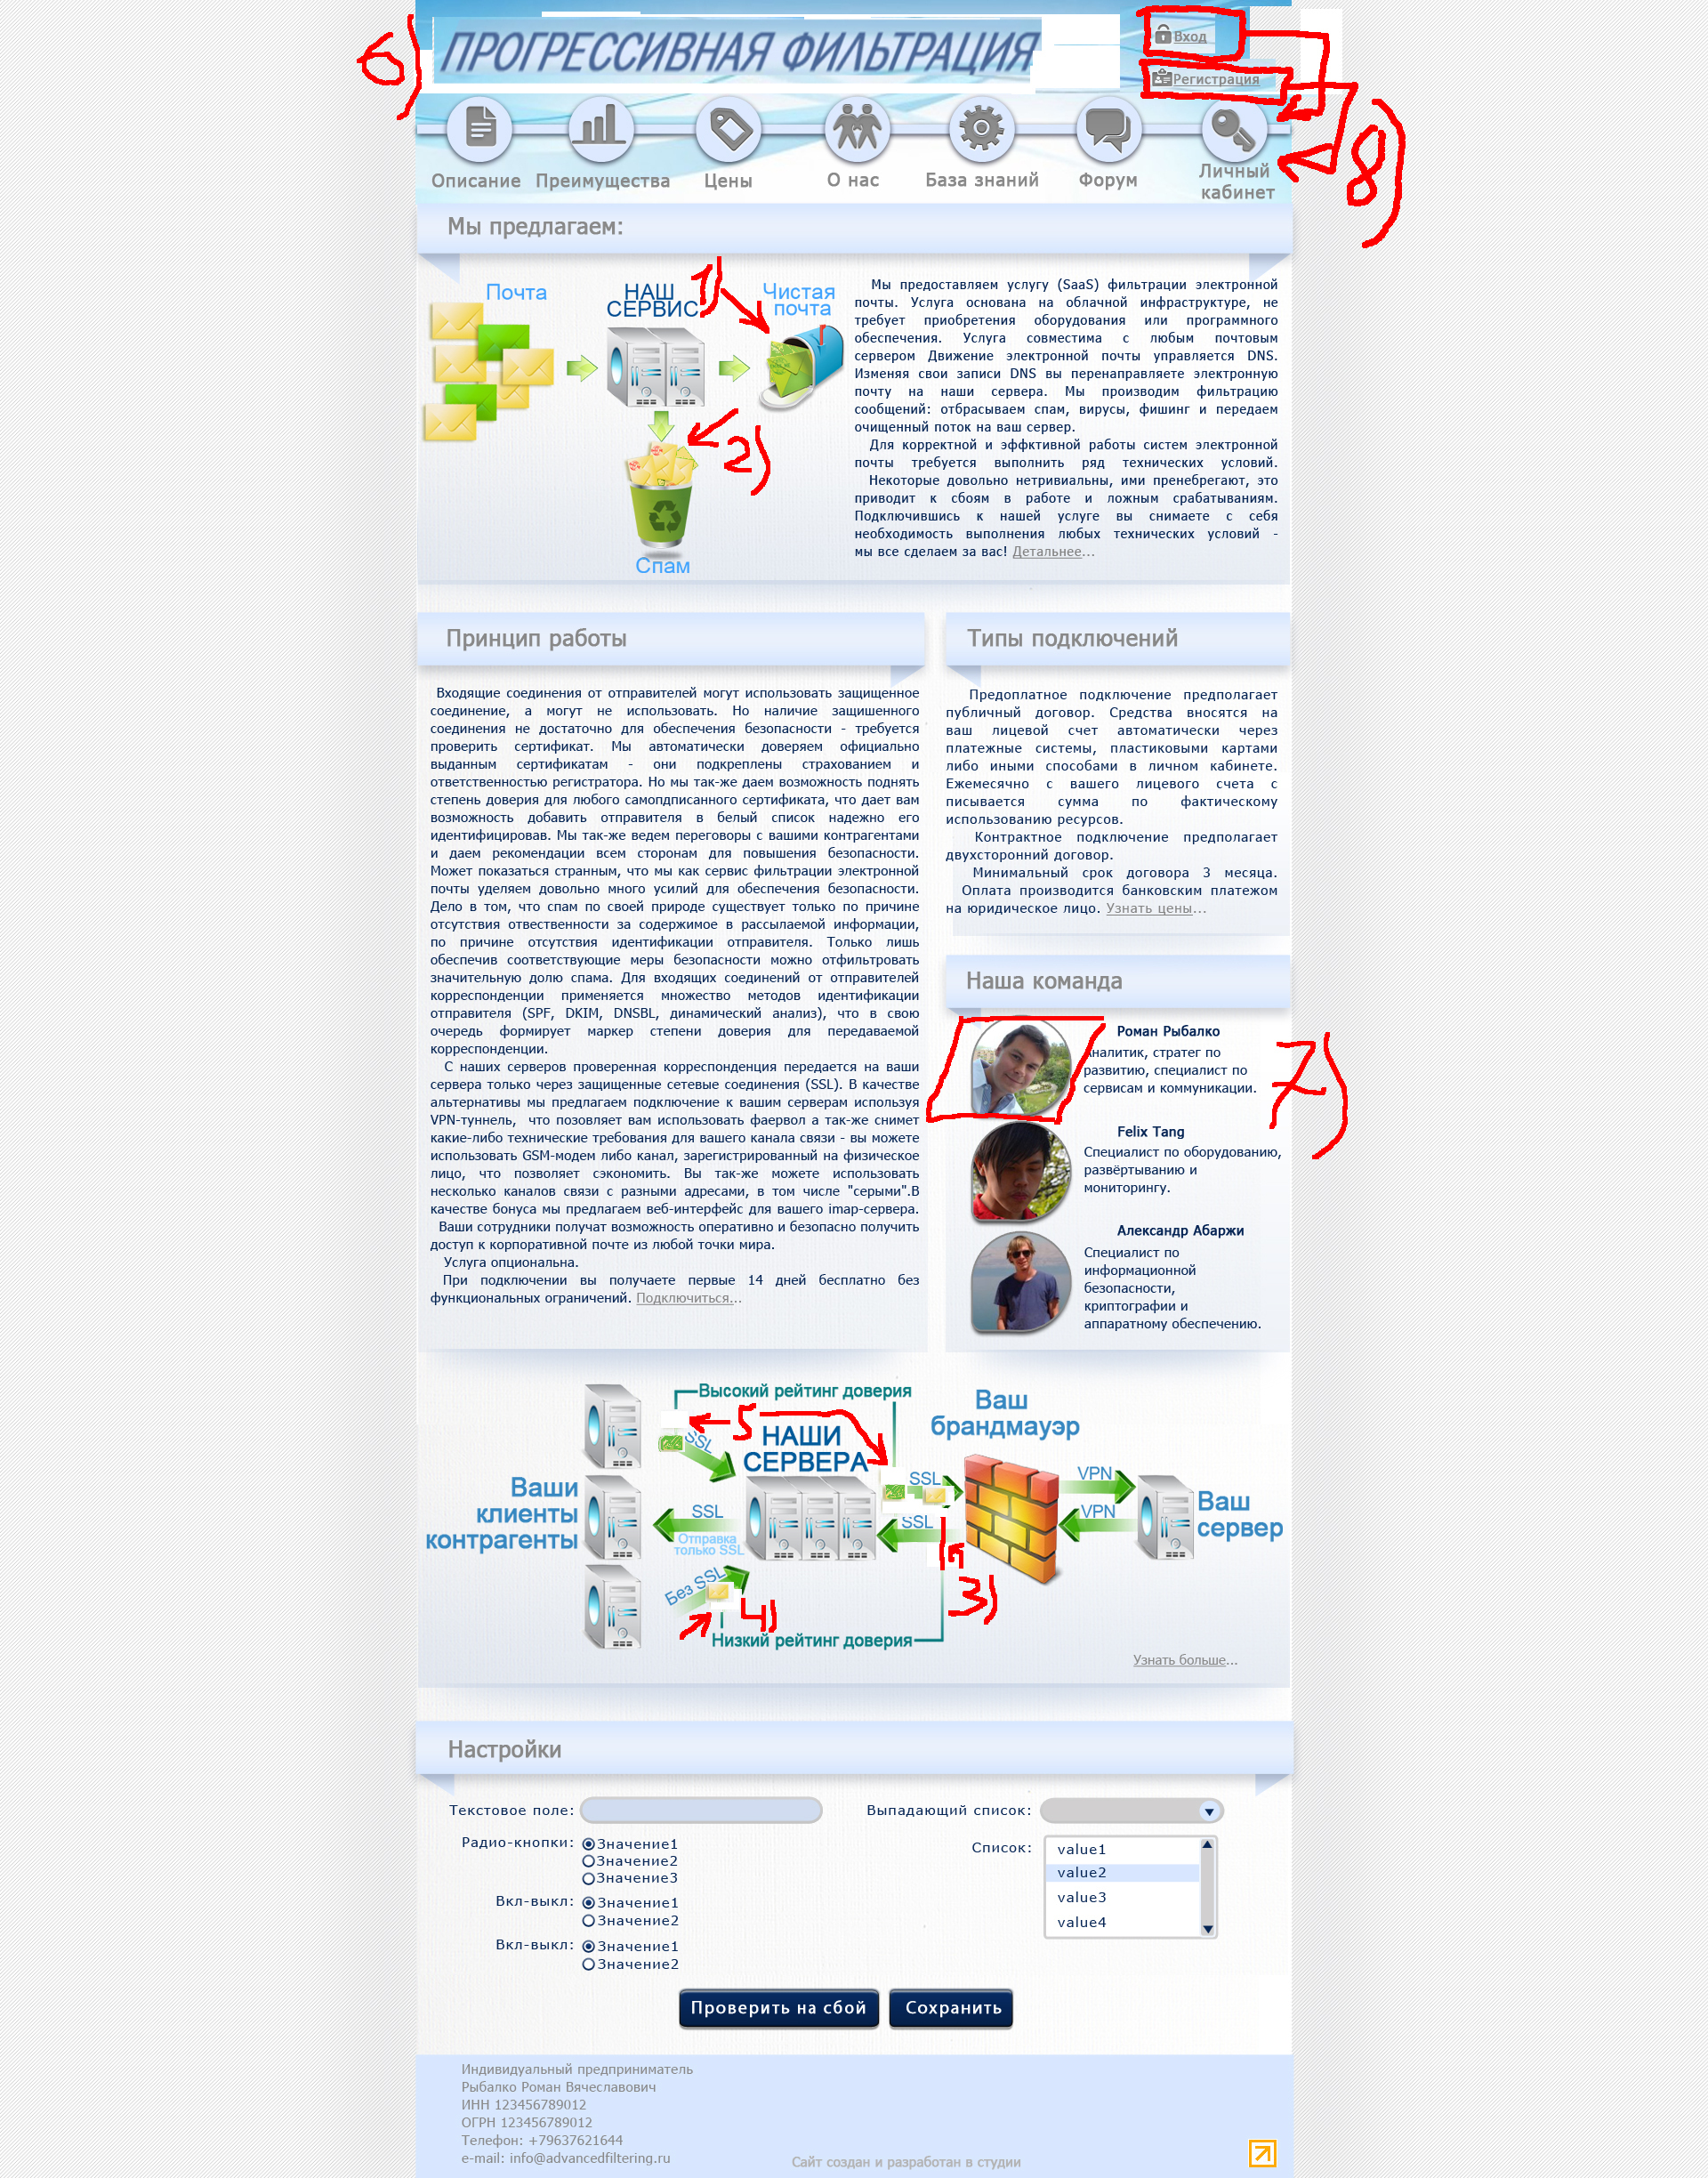 6)
ПРОГРЕССИВНАЯ ФИЛЬТРАЦИЯ
Вход
Регистрация
8)
Описание
Преимущества
Цены
О нас
База знаний
Форум
Личный
кабинет
Мы предлагаем:
Почта
НАШ
СЕРВИС
1)
Чистая
почта
2)
Спам
Мы предоставляем услугу (SaaS) фильтрации электронной
почты. Услуга основана на облачной инфраструктуре, не
требует приобретения оборудования или программного
обеспечения. Услуга совместима с любым почтовым
сервером Движение электронной почты управляется DNS.
Изменяя свои записи DNS вы перенаправляете электронную
почту на наши сервера. Мы производим фильтрацию
сообщений: отбрасываем спам, вирусы, фишинг и передаем
очищенный поток на ваш сервер.
Для корректной и эффктивной работы систем электронной
почты требуется выполнить ряд технических условий.
Некоторые довольно нетривиальны, ими пренебрегают, это
приводит к сбоям в работе и ложным срабатываниям.
Подключившись к нашей услуге вы снимаете с себя
необходимость выполнения любых технических условий -
мы все сделаем за вас! Детальнее...
Принцип работы
Входящие соединения от отправителей могут использовать защищенное
соединение, а могут не использовать. Но наличие защишенного
соединения не достаточно для обеспечения безопасности - требуется
проверить сертификат. Мы автоматически доверяем официально
выданным сертификатам - они подкреплены страхованием и
ответственностью регистратора. Но мы так-же даем возможность поднять
степень доверия для любого самопдписанного сертификата, что дает вам
возможность добавить отправителя в белый список надежно его
идентифицировав. Мы так-же ведем переговоры с вашими контрагентами
и даем рекомендации всем сторонам для повышения безопасности.
Может показаться странным, что мы как сервис фильтрации электронной
почты уделяем довольно много усилий для обеспечения безопасности.
Дело в том, что спам по своей природе существует только по причине
отсутствия отвественности за содержимое в рассылаемой информации,
по причине отсутствия идентификации отправителя. Только лишь
обеспечив соответствующие меры безопасности можно отфильтровать
значительную долю спама. Для входящих соединений от отправителей
корреспонденции применяется множество методов идентификации
отправителя (SPF, DKIM, DNSBL, динамический анализ), что в свою
очередь формирует маркер степени доверия для передаваемой
корреспонденции.
С наших серверов проверенная корреспонденция передается на ваши
сервера только через защищенные сетевые соединения (SSL). В качестве
альтернативы мы предлагаем подключение к вашим серверам используя
VPN-туннель, что позовляет вам использовать фаервол а так-же снимет
какие-либо технические требования для вашего канала связи - вы можете
использовать GSM-модем либо канал, зарегистрированный на физическое
лицо, что позволяет сэкономить. Вы так-же можете использовать
несколько каналов связи с разными адресами, в том числе "серыми".В
качестве бонуса мы предлагаем веб-интерфейс для вашего imap-сервера.
Ваши сотрудники получат возможность оперативно и безопасно получить
доступ к корпоративной почте из любой точки мира.
Услуга опциональна.
При подключении вы получаете первые 14 дней бесплатно без
функциональных ограничений. Подключиться...
Типы подключений
Предоплатное подключение предполагает
публичный договор. Средства вносятся на
ваш лицевой счет автоматически через
платежные системы, пластиковыми картами
либо иными способами в личном кабинете.
Ежемесячно с вашего лицевого счета с
писывается сумма по фактическому
использованию ресурсов.
Контрактное подключение предполагает
двухсторонний договор.
Минимальный срок договора 3 месяца.
Оплата производится банковским платежом
на юридическое лицо. Узнать цены...
Наша команда
Роман Рыбалко
Аналитик, стратег по
развитию, специалист по
сервисам и коммуникации.
7)
Felix Tang
Специалист по оборудованию,
развёртыванию и
мониторингу.
Александр Абаржи
Специалист по
информационной
безопасности,
криптографии и
аппаратному обеспечению.
Высокий рейтинг доверия
5
SSL
НАШИ
СЕРВЕРА
Ваш
брандмауэр
SSL
VPN
Ваши
клиенты
контрагенты
SSL
Отправка
только SSL
SSL
VPN
Ваш
сервер
Без SSL
4)
3)
Низкий рейтинг доверия
Узнать больше...
Настройки
Текстовое поле:
Выпадающий список:
Радио-кнопки:
Значение1
Значение2
Значение3
Список:
value1
value2
value3
value4
Вкл-выкл:
Значение1
Значение2
Вкл-выкл:
Значение1
Значение2
Проверить на сбой
Сохранить
Индивидуальный предприниматель
Рыбалко Роман Вячеславович
ИНН 123456789012
ОГРН 123456789012
Телефон: +79637621644
e-mail: info@advancedfiltering.ru
Сайт создан и разработан в студии